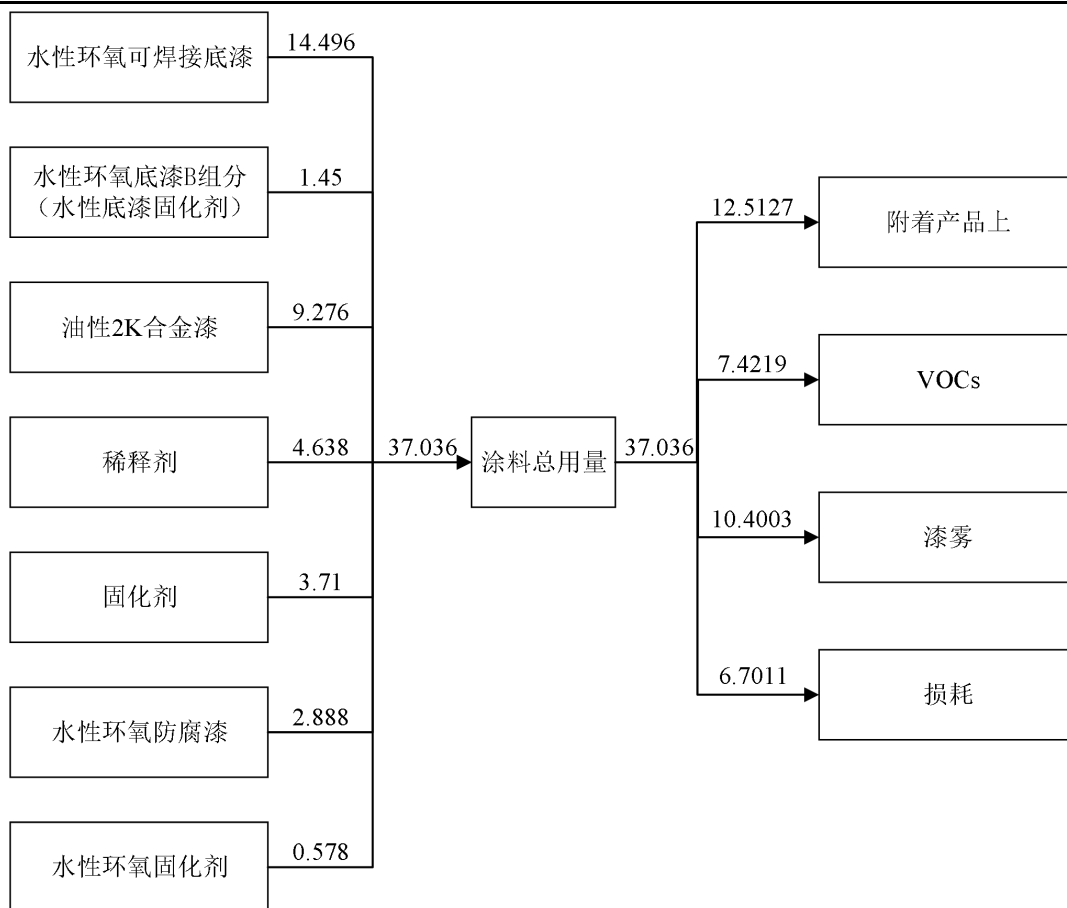 水性环氧可焊接底漆
14.496
水性环氧底漆B组分
（水性底漆固化剂）
1.45
油性2K合金漆
9.276
稀释剂
4.638
固化剂
3.71
水性环氧防腐漆
2.888
水性环氧固化剂
0.578
37.036
涂料总用量
37.036
12.5127
附着产品上
7.4219
VOCs
10.4003
漆雾
6.7011
损耗